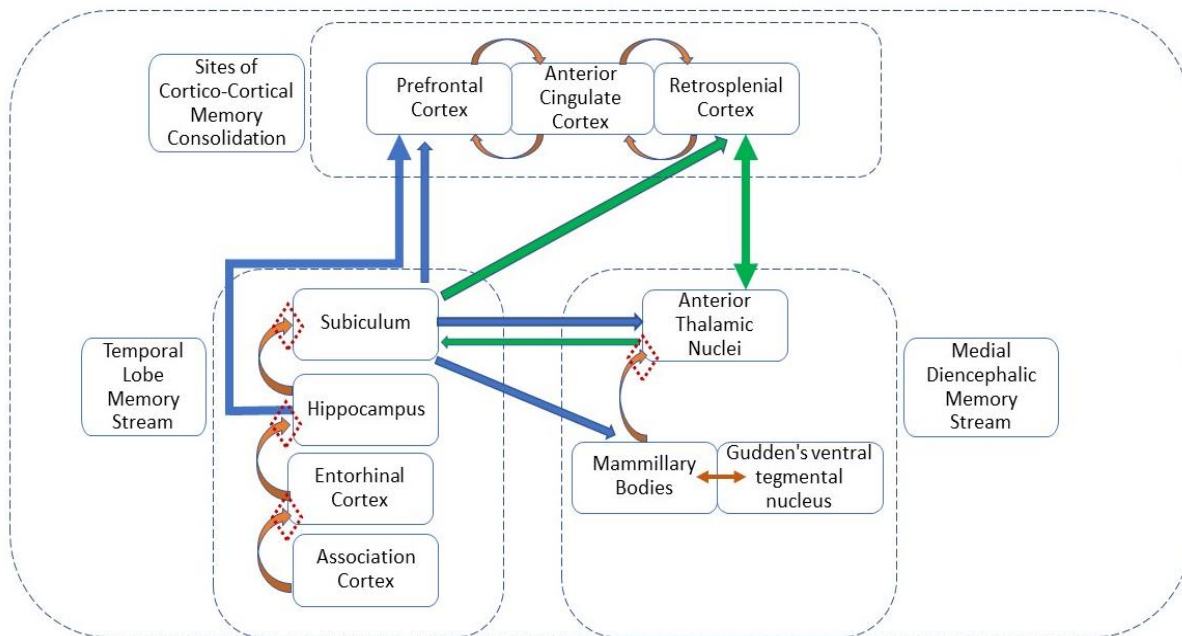 Sites of
Cortico-Cortical
Memory
Consolidation
Prefrontal
Cortex
Anterior
Cingulate
Cortex
Retrosplenial
Cortex
Temporal
Lobe
Memory
Stream
Subiculum
Hippocampus
Entorhinal
Cortex
Association
Cortex
Anterior
Thalamic
Nuclei
Mammillary
Bodies
Gudden's ventral
tegmental
nucleus
Medial
Diencephalic
Memory
Stream